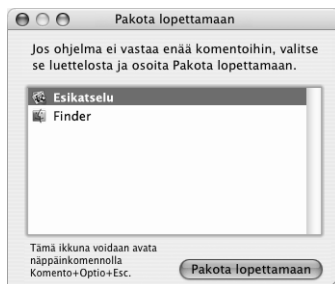 Pakota lopettamaan
Jos ohjelma ei vastaa enää komentoihin, valitse
se luettelosta ja osoita Pakota lopettamaan.
Esikatselu
Finder
Tämä ikkuna voidaan avata
näppäinkomennolla
Komento+Optio+Esc.
Pakota lopettamaan